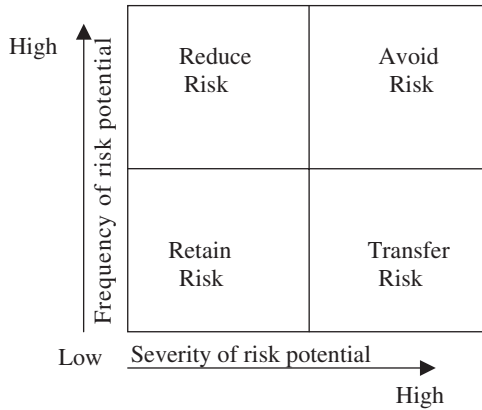 High
Frequency of risk potential
Reduce
Risk
Avoid
Risk
Retain
Risk
Transfer
Risk
Low
Severity of risk potential
High